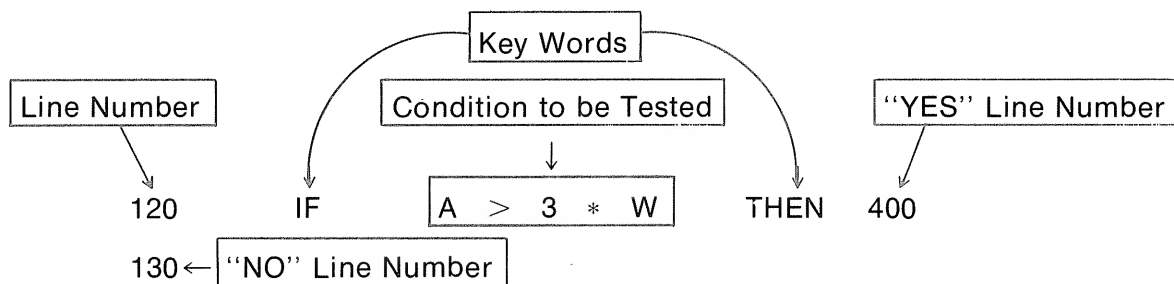 Key Words
Line Number Condition to be Tested “YES” Line Number
120 IF A > 3 * W THEN 400
130 “NO” Line Number